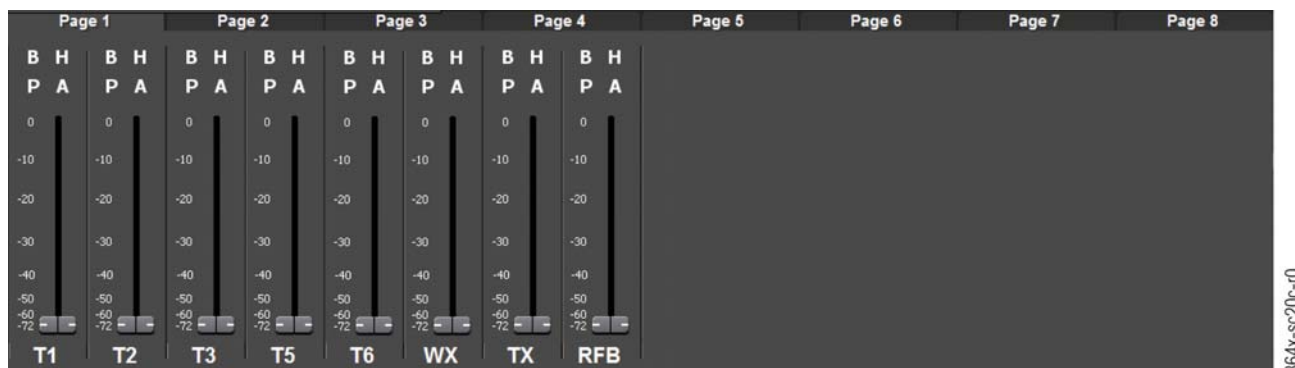 Page 1 Page 2 Page 3 Page 4 Page 5 Page 6 Page 7 Page 8
B H B H B H B H B H B H B H B H
P A P A P A P A P A P A P A P A
0 0 0 0 0 0 0 0
-10 -10 -10 -10 -10 -10 -10 -10
-20 -20 -20 -20 -20 -20 -20 -20
-30 -30 -30 -30 -30 -30 -30 -30
-40 -40 -40 -40 -40 -40 -40 -40
-50 -50 -50 -50 -50 -50 -50 -50
-60 -60 -60 -60 -60 -60 -60 -60
-72 -72 -72 -72 -72 -72 -72 -72
T1 T2 T3 T5 T6 WX TX RFB